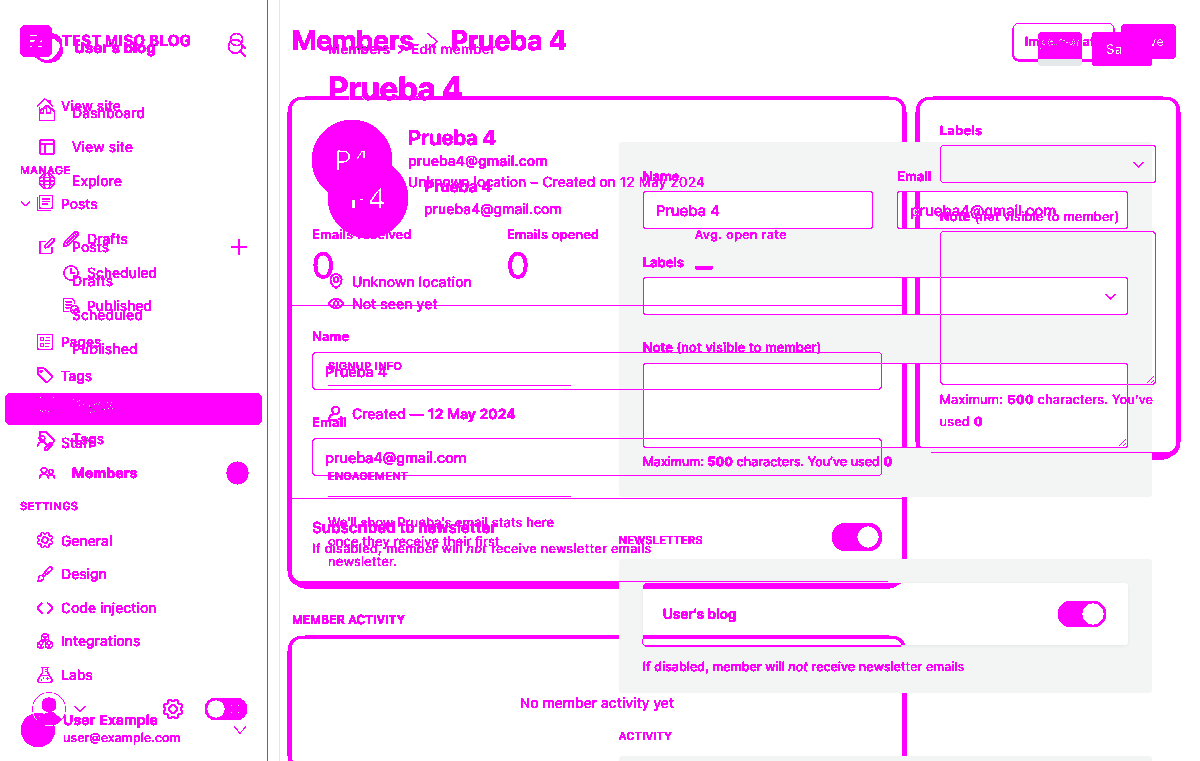 TEST MISO BLOG
User's blog
View site
Dashboard
View site
MANAGE
Explore
Posts
Drafts
Posts
Scheduled
Drafts
Published
Scheduled
Pages
Published
Tags
Tags
Staff
Members
SETTINGS
General
Design
Code injection
Integrations
Labs
User Example
user@example.com
Members > Prueba 4
Members > Edit member
Prueba 4
P4
Prueba 4
prueba4@gmail.com
Unknown location – Created on 12 May 2024
Prueba 4
prueba4@gmail.com
Emails received
Emails opened
Avg. open rate
0
0
Unknown location
Not seen yet
Name
Prueba 4
SIGNUP INFO
Created — 12 May 2024
Email
prueba4@gmail.com
ENGAGEMENT
We'll show Prueba's email stats here
once they receive their first
newsletter.
Subscribed to newsletter
If disabled, member will not receive newsletter emails
MEMBER ACTIVITY
No member activity yet
Name
Prueba 4
Email
prueba4@gmail.com
Labels
Note (not visible to member)
Maximum: 500 characters. You've used 0
NEWSLETTERS
User's blog
If disabled, member will not receive newsletter emails
ACTIVITY
Labels
Note (not visible to member)
Maximum: 500 characters. You've
used 0